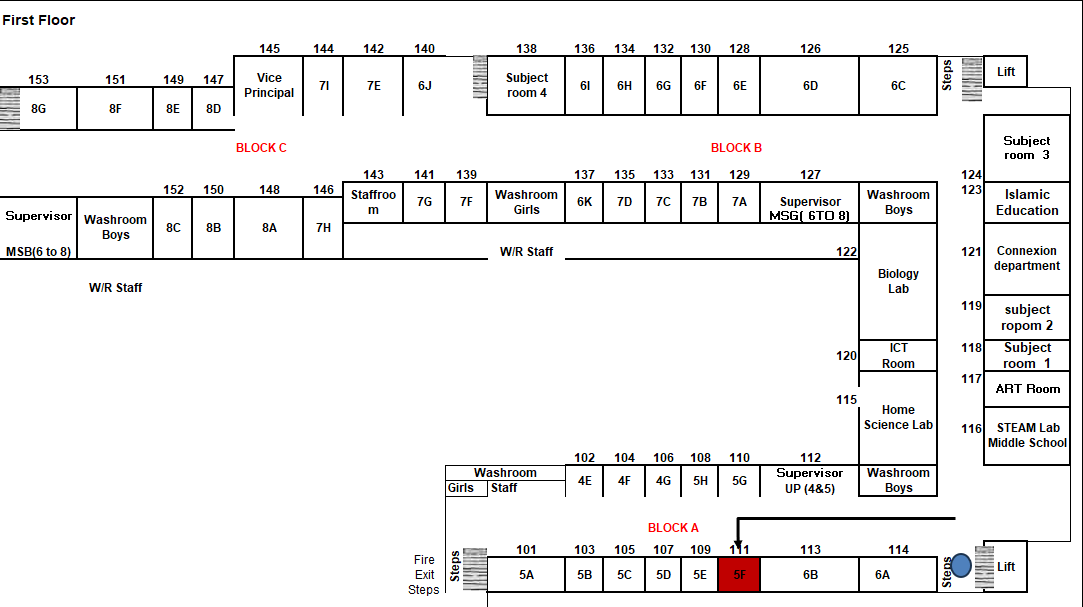 First Floor
145 144 142 140 138 136 134 132 130 128 126 125
153 151 149 147
Vice
Principal
7I 7E 6J
Subject
room 4
6I 6H 6G 6F 6E 6D 6C
Steps
Lift
8G 8F 8E 8D
BLOCK C
BLOCK B
Subject
room 3
143 141 139 137 135 133 131 129 127
124
152 150 148 146
123
Staffroo
m
7G 7F
Washroom
Girls
6K 7D 7C 7B 7A
Supervisor
MSG( 6TO 8)
Washroom
Boys
Islamic
Education
Supervisor
MSB(6 to 8)
Washroom
Boys
8C 8B 8A 7H
W/R Staff
122
121
Connexion
department
W/R Staff
Biology
Lab
119
subject
ropom 2
120
ICT
Room
118
Subject
room 1
117
ART Room
115
Home
Science Lab
116
STEAM Lab
Middle School
102 104 106 108 110 112
Washroom
Girls
Staff
4E 4F 4G 5H 5G
Supervisor
UP (4&5)
Washroom
Boys
BLOCK A
101 103 105 107 109 111 113 114
Fire
Exit
Steps
Steps
5A 5B 5C 5D 5E 5F 6B 6A
Steps
Lift